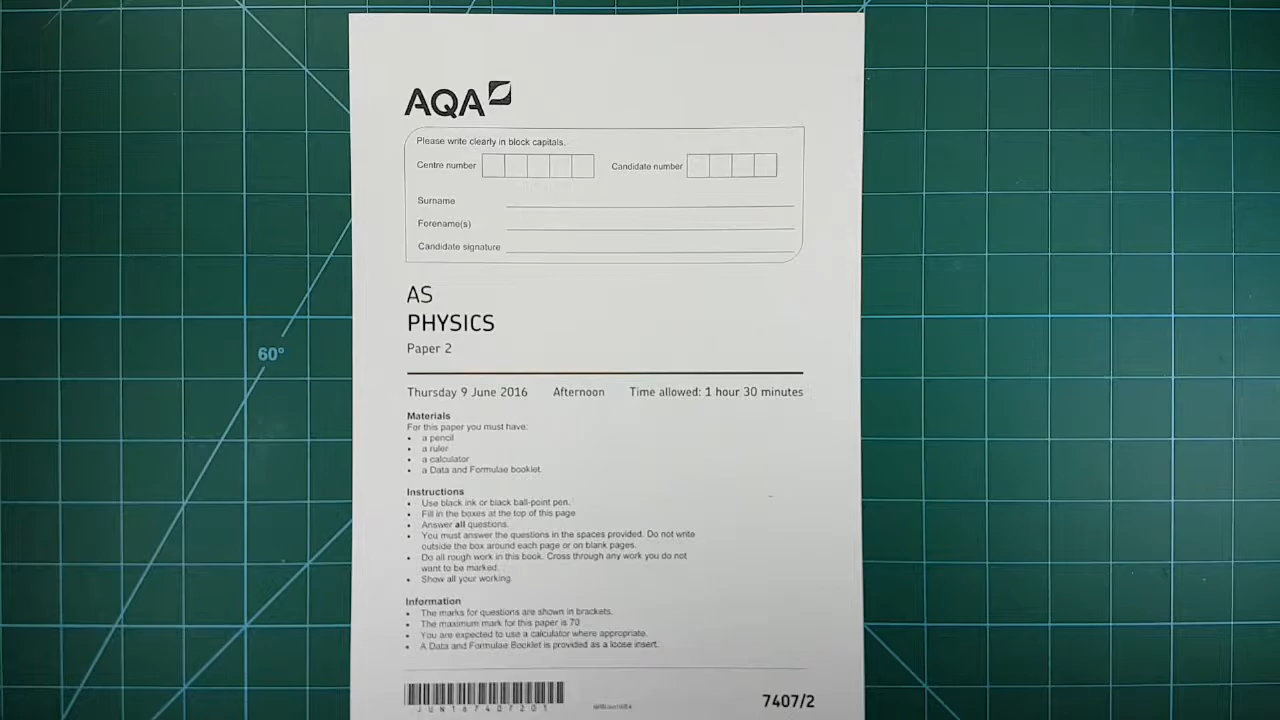 AQA
Please write clearly in block capitals.
Centre number Candidate number
Surname
Forename(s)
Candidate signature
AS
PHYSICS
Paper 2
Thursday 9 June 2016 Afternoon Time allowed: 1 hour 30 minutes
Materials
For this paper you must have:
• a pencil
• a ruler
• a calculator
• a Data and Formulae booklet.
Instructions
• Use black ink or black ball-point pen.
• Fill in the boxes at the top of this page
• Answer all questions.
• You must answer the questions in the spaces provided. Do not write
outside the box around each page or on blank pages.
• Do all rough work in this book. Cross through any work you do not
want to be marked.
• Show all your working.
Information
• The marks for questions are shown in brackets.
• The maximum mark for this paper is 70
• You are expected to use a calculator where appropriate.
• A Data and Formulae Booklet is provided as a loose insert.
JUN167407201
7407/2
60°